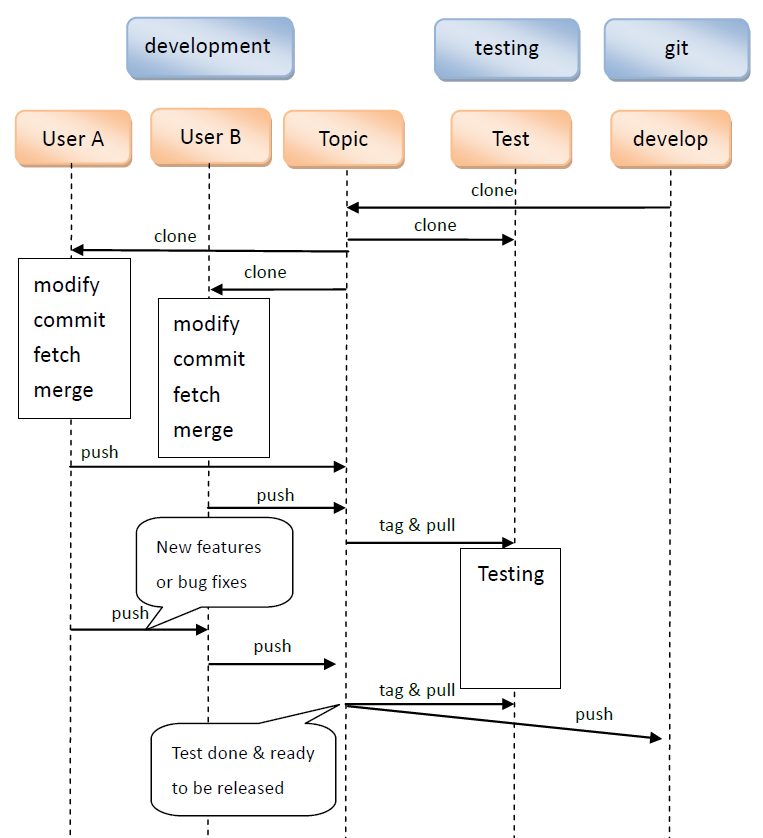 development
testing
git
User A
User B
Topic
Test
develop
clone
clone
clone
clone
modify
commit
fetch
merge
modify
commit
fetch
merge
push
push
tag & pull
New features
or bug fixes
Testing
push
push
tag & pull
push
Test done & ready
to be released